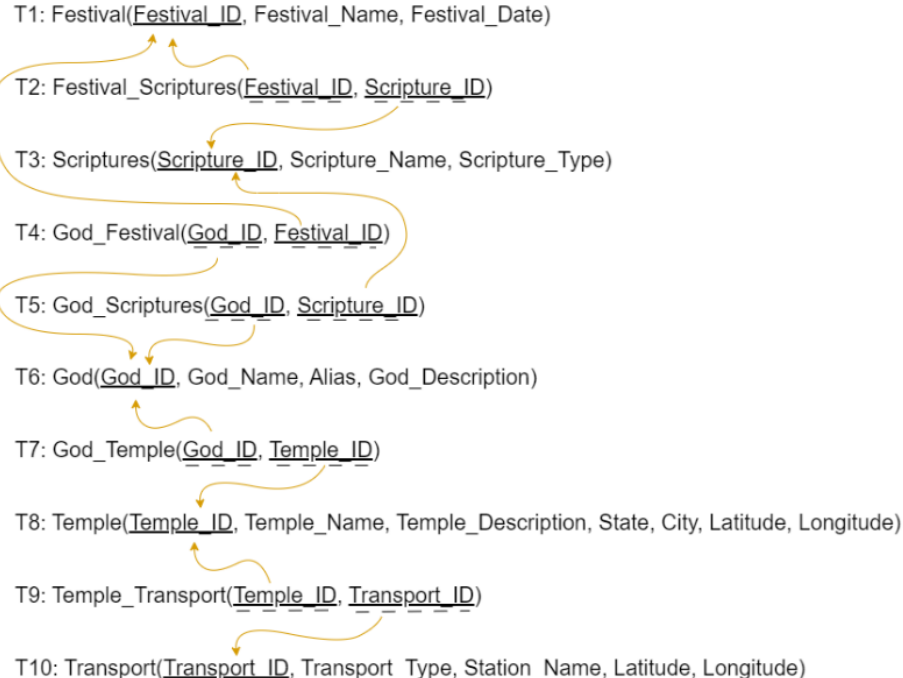 T1: Festival(Festival_ID, Festival_Name, Festival_Date)
T2: Festival_Scriptures(Festival_ID, Scripture_ID)
T3: Scriptures(Scripture_ID, Scripture_Name, Scripture_Type)
T4: God_Festival(God_ID, Festival_ID)
T5: God_Scriptures(God_ID, Scripture_ID)
T6: God(God_ID, God_Name, Alias, God_Description)
T7: God_Temple(God_ID, Temple_ID)
T8: Temple(Temple_ID, Temple_Name, Temple_Description, State, City, Latitude, Longitude)
T9: Temple_Transport(Temple_ID, Transport_ID)
T10: Transport(Transport_ID, Transport_Type, Station_Name, Latitude, Longitude)